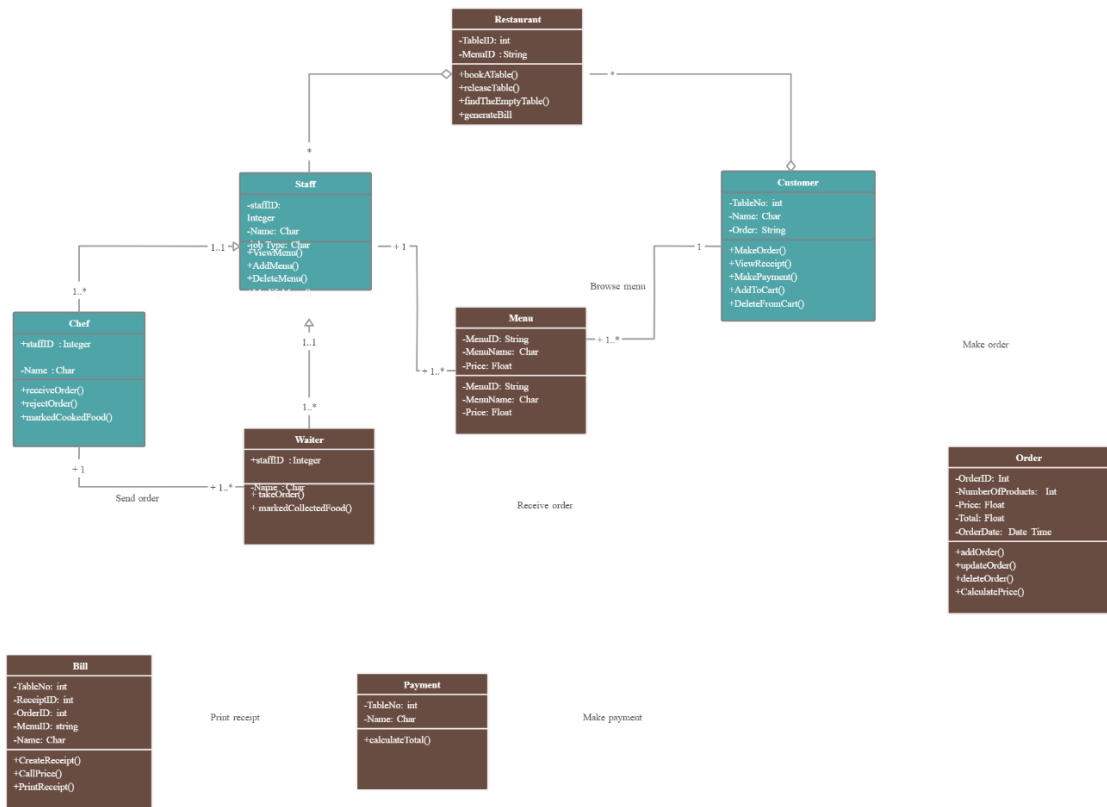 Restaurant
-TableID: int
-MenuID : String
+bookATable()
+releaseTable()
+findTheEmptyTable()
+generateBill
*
*
Staff
-staffID:
Integer
-Name: Char
-job Type: Char
+ViewMenu()
+AddMenu()
+DeleteMenu()
+ModifyMenu()
Customer
-TableNo: int
-Name: Char
-Order: String
+MakeOrder()
+ViewReceipt()
+MakePayment()
+AddToCart()
+DeleteFromCart()
1..1
+ 1
1
1..*
Browse menu
Chef
+staffID : Integer
-Name : Char
+receiveOrder()
+rejectOrder()
+markedCookedFood()
1..1
1..*
Menu
-MenuID: String
-MenuName: Char
-Price: Float
-MenuID: String
-MenuName: Char
-Price: Float
+ 1..*
+ 1..*
Make order
Waiter
+staffID : Integer
-Name : Char
+ takeOrder()
+ markedCollectedFood()
+ 1
+ 1..*
Send order
Receive order
Order
-OrderID: Int
-NumberOfProducts: Int
-Price: Float
-Total: Float
-OrderDate: Date Time
+addOrder()
+updateOrder()
+deleteOrder()
+CalculatePrice()
Bill
-TableNo: int
-ReceiptID: int
-OrderID: int
-MenuID: string
-Name: Char
+CreateReceipt()
+CallPrice()
+PrintReceipt()
Print receipt
Payment
-TableNo: int
-Name: Char
+calculateTotal()
Make payment